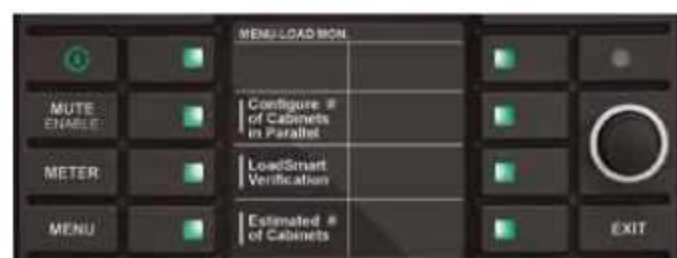 MENU-LOAD MON.
MUTE
ENABLE
Configure #
of Cabinets
in Parallel
METER
LoadSmart
Verification
MENU
Estimated #
of Cabinets
EXIT